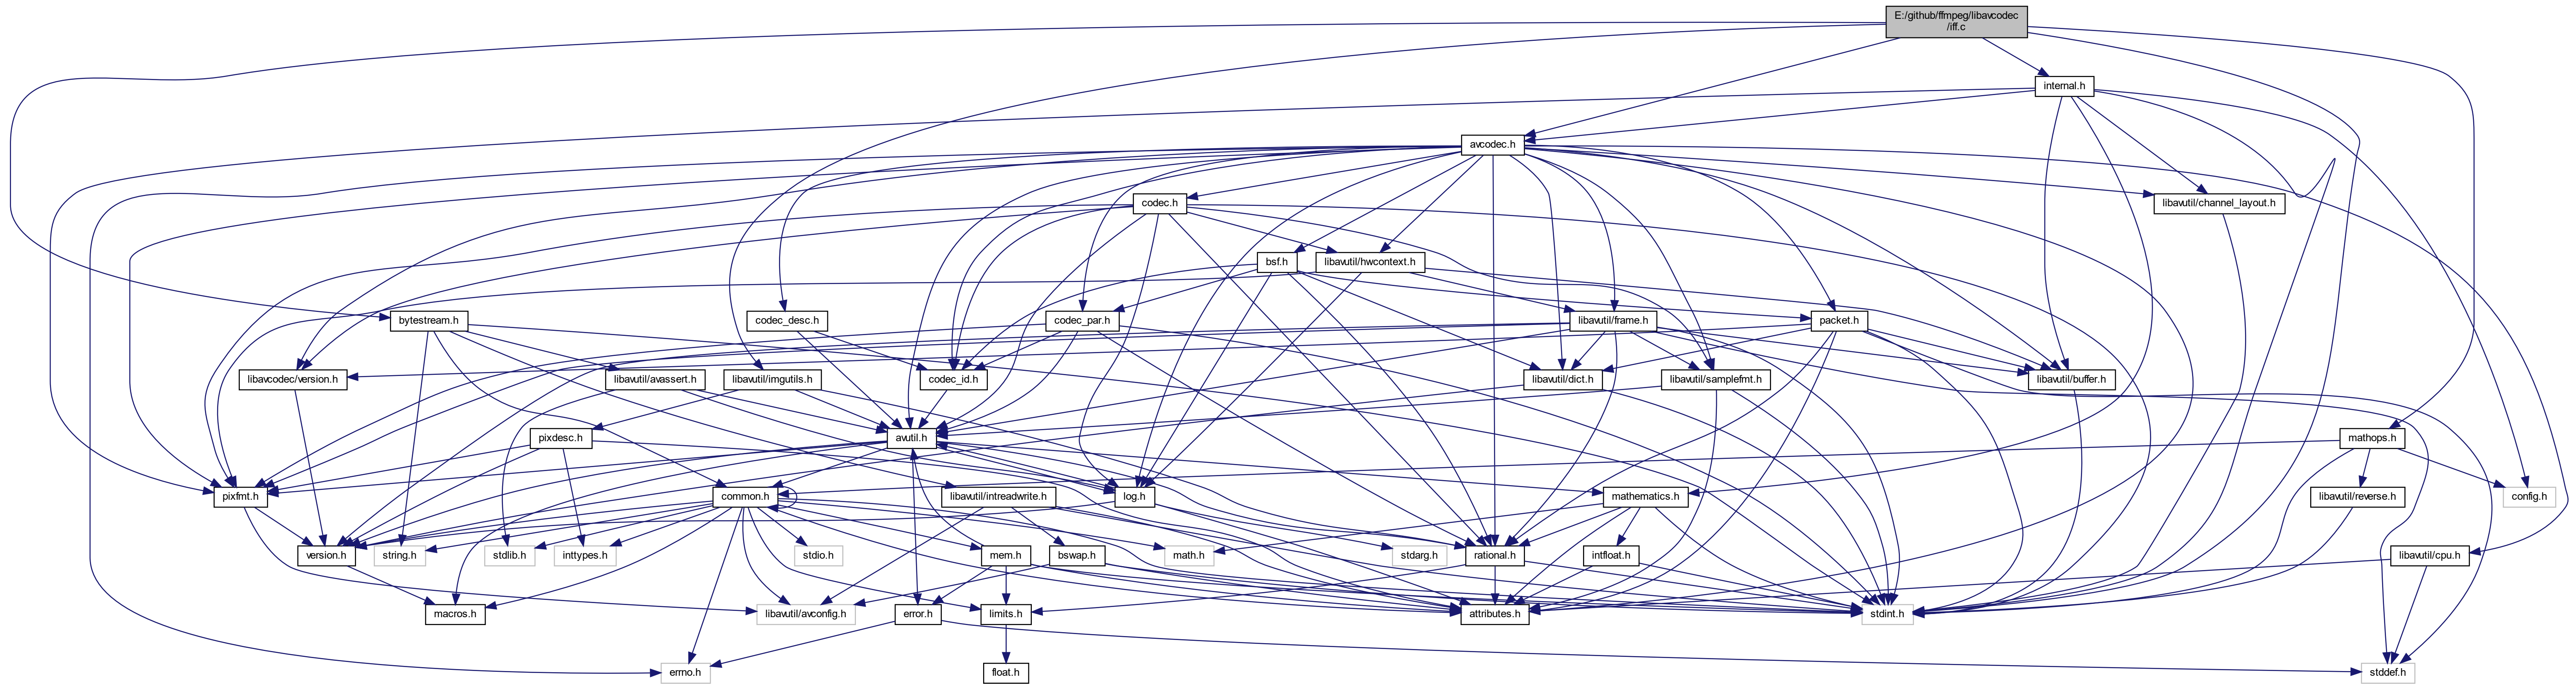 E:/github/ffmpeg/libavcodec
/iff.c
internal.h
avcodec.h
codec.h
libavutil/channel_layout.h
bsf.h
libavutil/hwcontext.h
bytestream.h
codec_desc.h
codec_par.h
libavutil/frame.h
packet.h
libavcodec/version.h
libavutil/avassert.h
libavutil/imgutils.h
codec_id.h
libavutil/dict.h
libavutil/samplefmt.h
libavutil/buffer.h
pixdesc.h
avutil.h
mathops.h
pixfmt.h
common.h
libavutil/intreadwrite.h
log.h
mathematics.h
libavutil/reverse.h
config.h
version.h
string.h
stdlib.h
inttypes.h
stdio.h
mem.h
bswap.h
math.h
stdarg.h
rational.h
intfloat.h
libavutil/cpu.h
macros.h
libavutil/avconfig.h
error.h
limits.h
attributes.h
stdint.h
errno.h
float.h
stddef.h